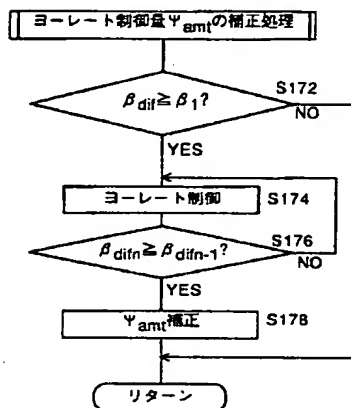 ヨーレート制御量Ψamtの補正処理
βdif≧β1?
S172
NO
YES
ヨーレート制御
S174
βdifn≧βdifn-1?
S176
NO
YES
Ψamt補正
S178
リターン